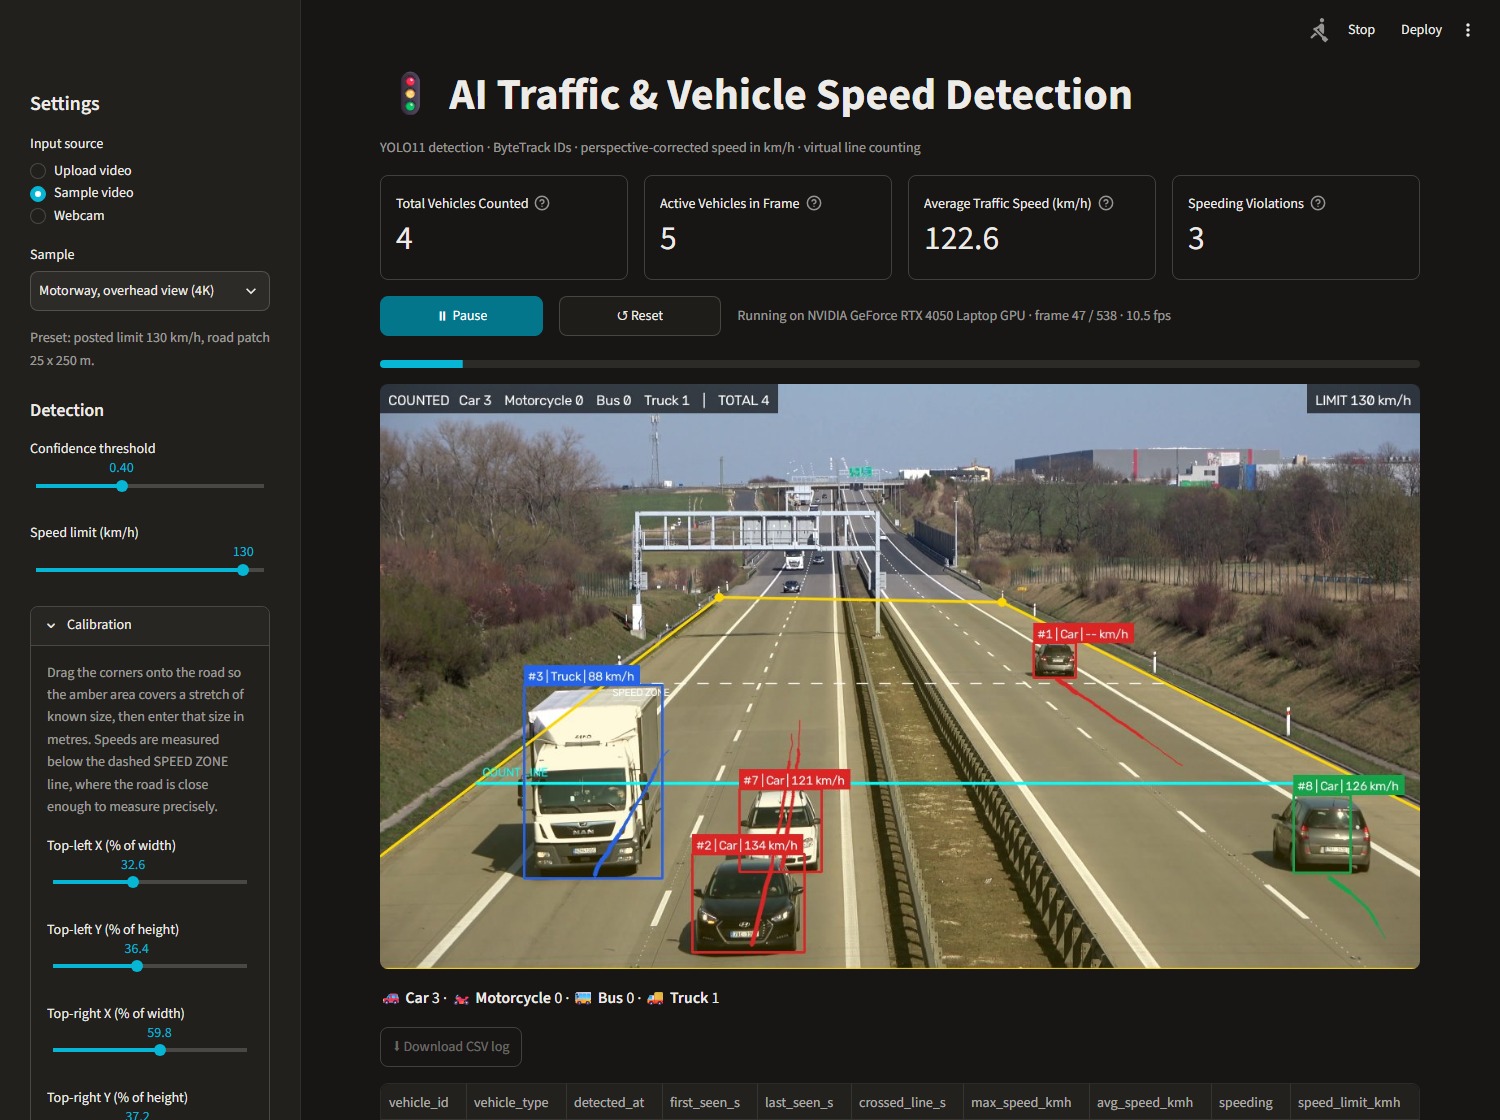 Stop
Deploy
Settings
Input source
Upload video
Sample video
Webcam
Sample
Motorway, overhead view (4K)
Preset: posted limit 130 km/h, road patch
25 x 250 m.
Detection
Confidence threshold
0.40
Speed limit (km/h)
130
Calibration
Drag the corners onto the road so
the amber area covers a stretch of
known size, then enter that size in
metres. Speeds are measured
below the dashed SPEED ZONE
line, where the road is close
enough to measure precisely.
Top-left X (% of width)
32.6
Top-left Y (% of height)
36.4
Top-right X (% of width)
59.8
Top-right Y (% of height)
37.2
AI Traffic & Vehicle Speed Detection
YOLO11 detection · ByteTrack IDs · perspective-corrected speed in km/h · virtual line counting
Total Vehicles Counted
4
Active Vehicles in Frame
5
Average Traffic Speed (km/h)
122.6
Speeding Violations
3
Pause
Reset
Running on NVIDIA GeForce RTX 4050 Laptop GPU · frame 47 / 538 · 10.5 fps
COUNTED Car 3 Motorcycle 0 Bus 0 Truck 1 | TOTAL 4
LIMIT 130 km/h
#1 | Car | -- km/h
#3 | Truck | 88 km/h
SPEED ZONE
COUNT LINE
#7 | Car | 121 km/h
#8 | Car | 126 km/h
#2 | Car | 134 km/h
MAN
Car 3 · Motorcycle 0 · Bus 0 · Truck 1
Download CSV log
vehicle_id vehicle_type detected_at first_seen_s last_seen_s crossed_line_s max_speed_kmh avg_speed_kmh speeding speed_limit_kmh